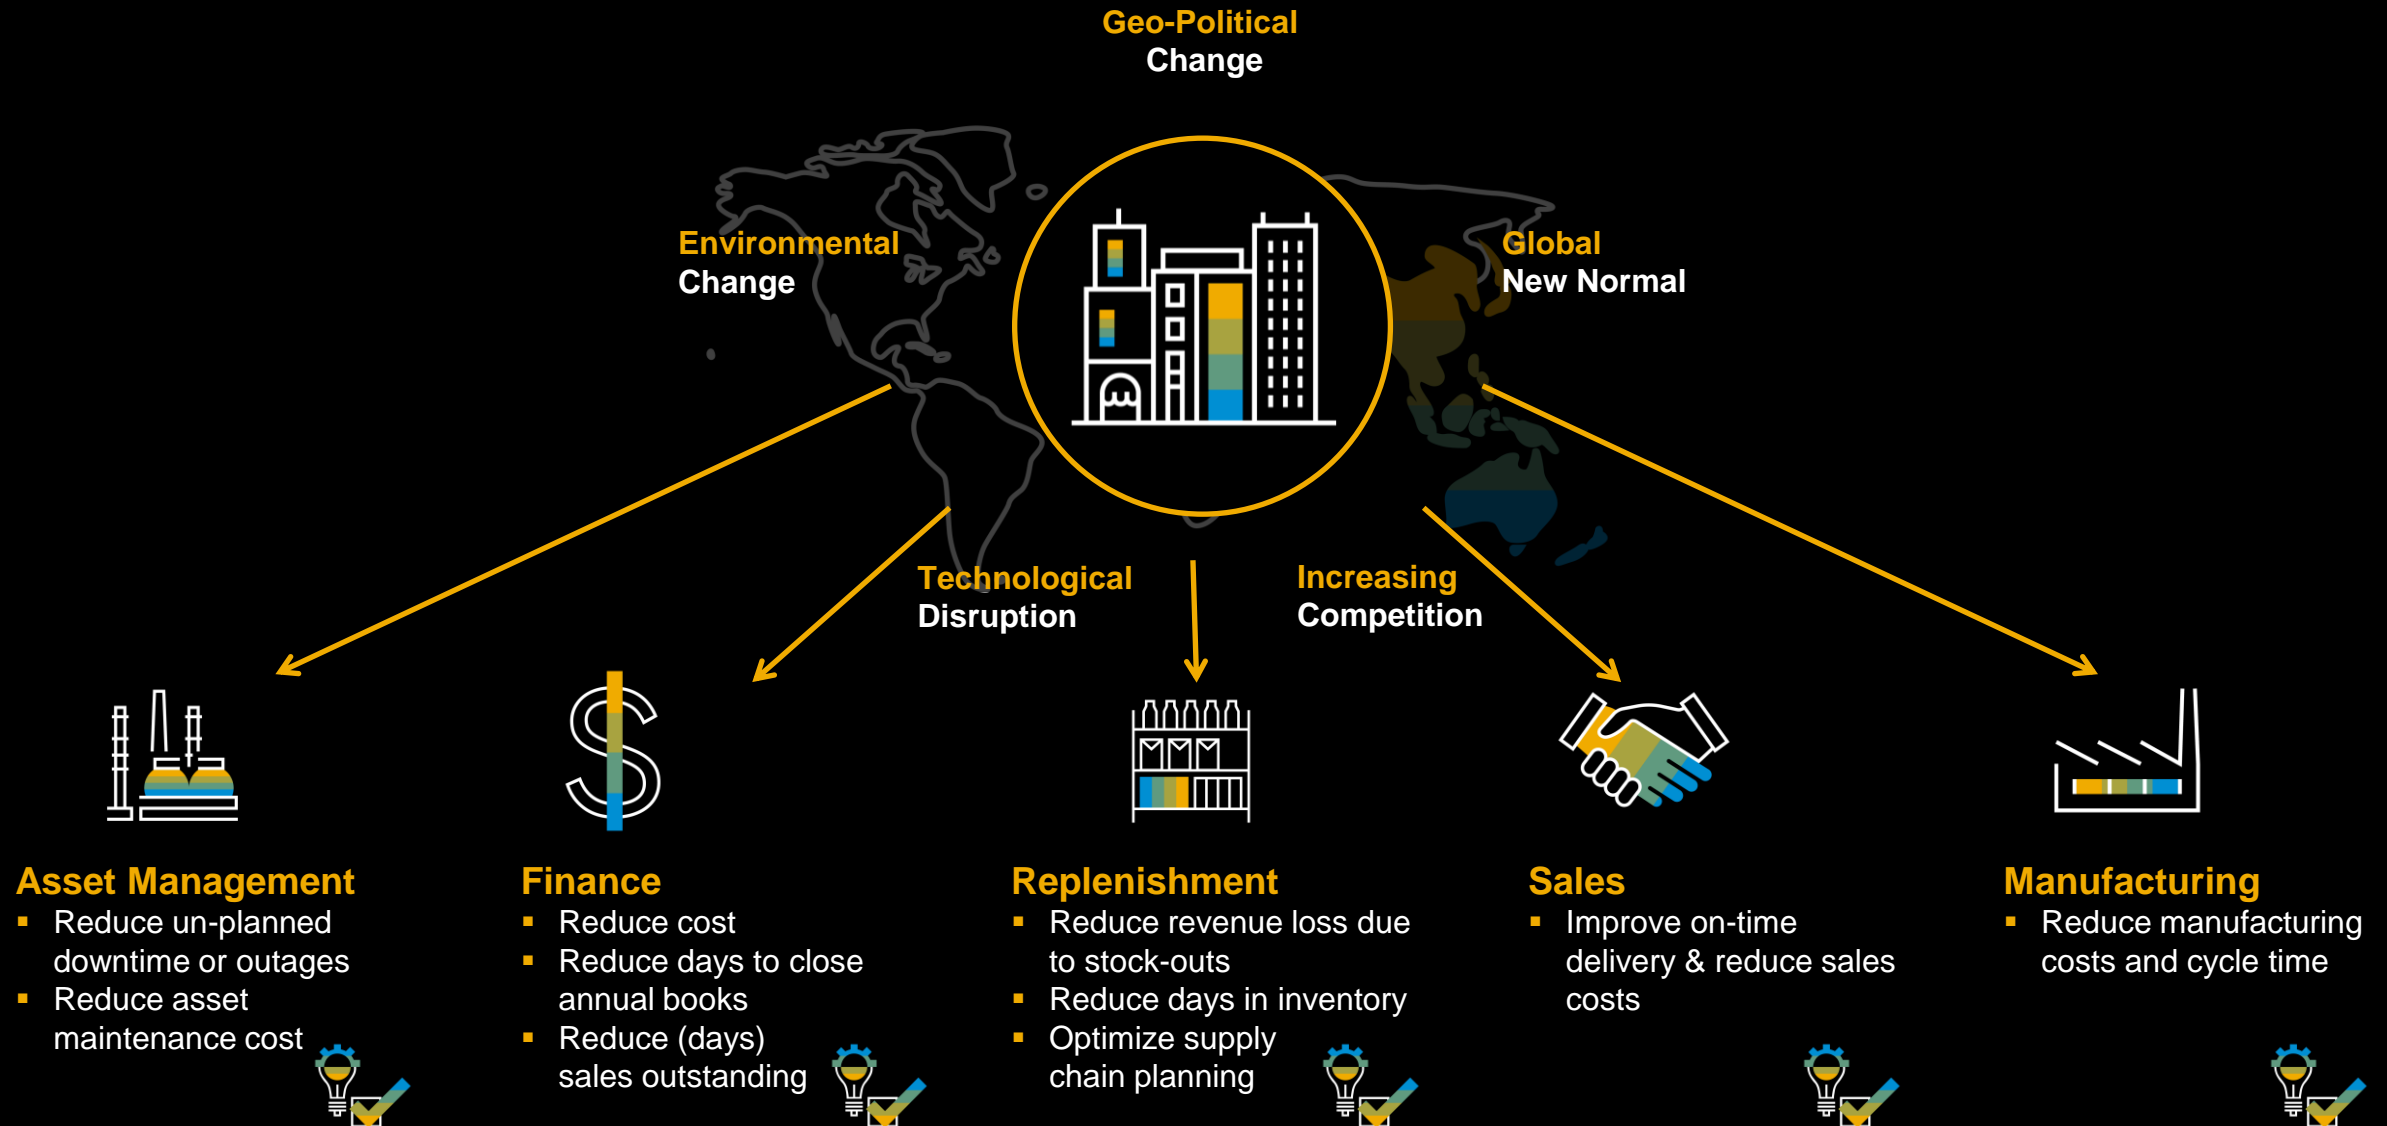 Geo-Political
Change
Environmental
Change
Global
New Normal
Technological
Disruption
Increasing
Competition
Asset Management
▪ Reduce un-planned
downtime or outages
▪ Reduce asset
maintenance cost
Finance
▪ Reduce cost
▪ Reduce days to close
annual books
▪ Reduce (days)
sales outstanding
Replenishment
▪ Reduce revenue loss due
to stock-outs
▪ Reduce days in inventory
▪ Optimize supply
chain planning
Sales
▪ Improve on-time
delivery & reduce sales
costs
Manufacturing
▪ Reduce manufacturing
costs and cycle time